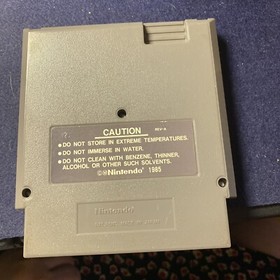 CAUTION
REV-A
• DO NOT STORE IN EXTREME TEMPERATURES.
• DO NOT IMMERSE IN WATER.
• DO NOT CLEAN WITH BENZENE, THINNER,
ALCOHOL OR OTHER SUCH SOLVENTS.
©®Nintendo® 1985
Nintendo®